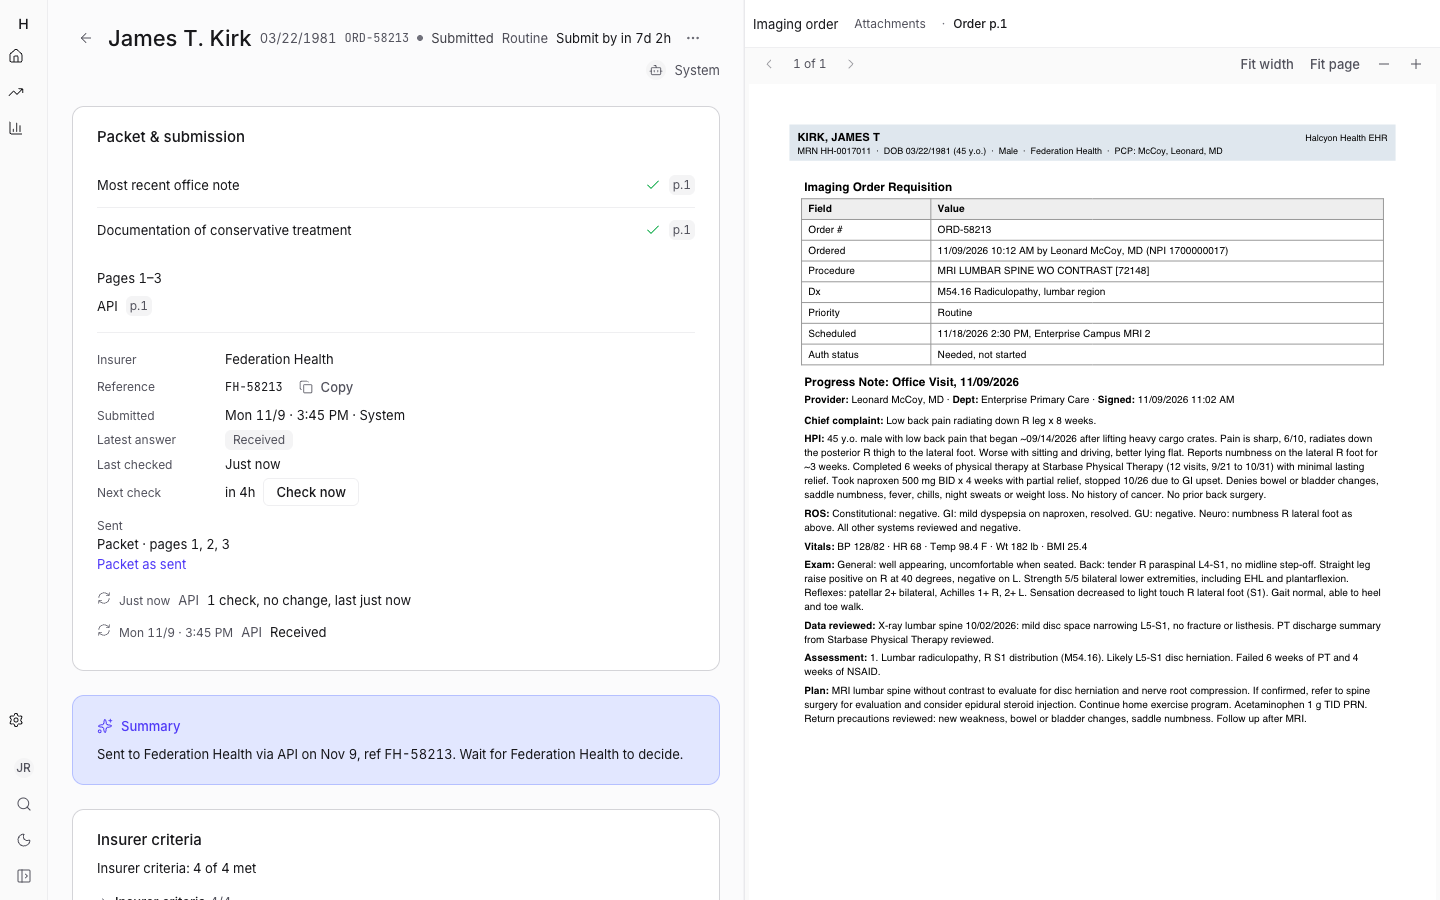 H
James T. Kirk 03/22/1981 ORD-58213 ● Submitted Routine Submit by in 7d 2h ···
System
Packet & submission
Most recent office note p.1
Documentation of conservative treatment p.1
Pages 1–3
API p.1
Insurer Federation Health
Reference FH-58213 Copy
Submitted Mon 11/9 · 3:45 PM · System
Latest answer Received
Last checked Just now
Next check in 4h Check now
Sent
Packet · pages 1, 2, 3
Packet as sent
Just now API 1 check, no change, last just now
Mon 11/9 · 3:45 PM API Received
Summary
Sent to Federation Health via API on Nov 9, ref FH-58213. Wait for Federation Health to decide.
Insurer criteria
Insurer criteria: 4 of 4 met
Insurer criteria 4/4
JR
Imaging order Attachments · Order p.1
1 of 1 Fit width Fit page
KIRK, JAMES T Halcyon Health EHR
MRN HH-0017011 · DOB 03/22/1981 (45 y.o.) · Male · Federation Health · PCP: McCoy, Leonard, MD
Imaging Order Requisition
Field Value
Order # ORD-58213
Ordered 11/09/2026 10:12 AM by Leonard McCoy, MD (NPI 1700000017)
Procedure MRI LUMBAR SPINE WO CONTRAST [72148]
Dx M54.16 Radiculopathy, lumbar region
Priority Routine
Scheduled 11/18/2026 2:30 PM, Enterprise Campus MRI 2
Auth status Needed, not started
Progress Note: Office Visit, 11/09/2026
Provider: Leonard McCoy, MD · Dept: Enterprise Primary Care · Signed: 11/09/2026 11:02 AM
Chief complaint: Low back pain radiating down R leg x 8 weeks.
HPI: 45 y.o. male with low back pain that began ~09/14/2026 after lifting heavy cargo crates. Pain is sharp, 6/10, radiates down
the posterior R thigh to the lateral foot. Worse with sitting and driving, better lying flat. Reports numbness on the lateral R foot for
~3 weeks. Completed 6 weeks of physical therapy at Starbase Physical Therapy (12 visits, 9/21 to 10/31) with minimal lasting
relief. Took naproxen 500 mg BID x 4 weeks with partial relief, stopped 10/26 due to GI upset. Denies bowel or bladder changes,
saddle numbness, fever, chills, night sweats or weight loss. No history of cancer. No prior back surgery.
ROS: Constitutional: negative. GI: mild dyspepsia on naproxen, resolved. GU: negative. Neuro: numbness R lateral foot as
above. All other systems reviewed and negative.
Vitals: BP 128/82 · HR 68 · Temp 98.4 F · Wt 182 lb · BMI 25.4
Exam: General: well appearing, uncomfortable when seated. Back: tender R paraspinal L4-S1, no midline step-off. Straight leg
raise positive on R at 40 degrees, negative on L. Strength 5/5 bilateral lower extremities, including EHL and plantarflexion.
Reflexes: patellar 2+ bilateral, Achilles 1+ R, 2+ L. Sensation decreased to light touch R lateral foot (S1). Gait normal, able to heel
and toe walk.
Data reviewed: X-ray lumbar spine 10/02/2026: mild disc space narrowing L5-S1, no fracture or listhesis. PT discharge summary
from Starbase Physical Therapy reviewed.
Assessment: 1. Lumbar radiculopathy, R S1 distribution (M54.16). Likely L5-S1 disc herniation. Failed 6 weeks of PT and 4
weeks of NSAID.
Plan: MRI lumbar spine without contrast to evaluate for disc herniation and nerve root compression. If confirmed, refer to spine
surgery for evaluation and consider epidural steroid injection. Continue home exercise program. Acetaminophen 1 g TID PRN.
Return precautions reviewed: new weakness, bowel or bladder changes, saddle numbness. Follow up after MRI.